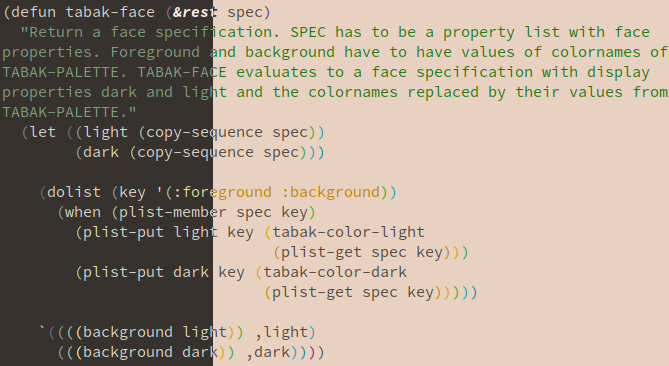 (defun tabak-face (&rest spec)
  "Return a face specification. SPEC has to be a property list with face
properties. Foreground and background have to have values of colornames of
TABAK-PALETTE. TABAK-FACE evaluates to a face specification with display
properties dark and light and the colornames replaced by their values from
TABAK-PALETTE."
  (let ((light (copy-sequence spec))
        (dark (copy-sequence spec)))
    (dolist (key '(:foreground :background))
      (when (plist-member spec key)
        (plist-put light key (tabak-color-light
                              (plist-get spec key)))
        (plist-put dark key (tabak-color-dark
                             (plist-get spec key)))))
    `((((background light)) ,light)
      (((background dark)) ,dark))))